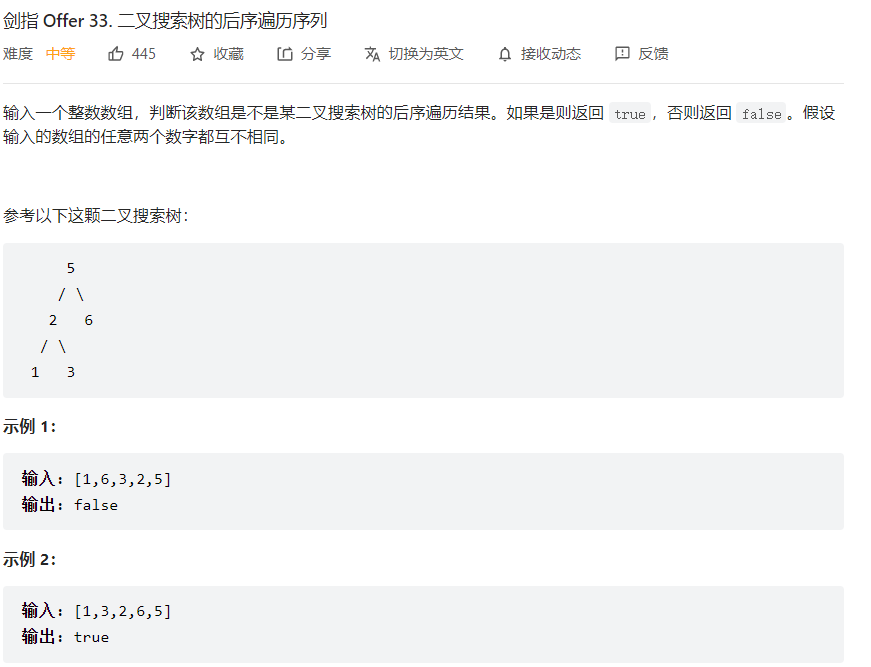 剑指 Offer 33. 二叉搜索树的后序遍历序列
难度 中等 445 收藏 分享 切换为英文 接收动态 反馈
输入一个整数数组，判断该数组是不是某二叉搜索树的后序遍历结果。如果是则返回 true，否则返回 false。假设
输入的数组的任意两个数字都互不相同。
参考以下这颗二叉搜索树：
5
/ \
2 6
/ \
1 3
示例 1：
输入：[1,6,3,2,5]
输出：false
示例 2：
输入：[1,3,2,6,5]
输出：true